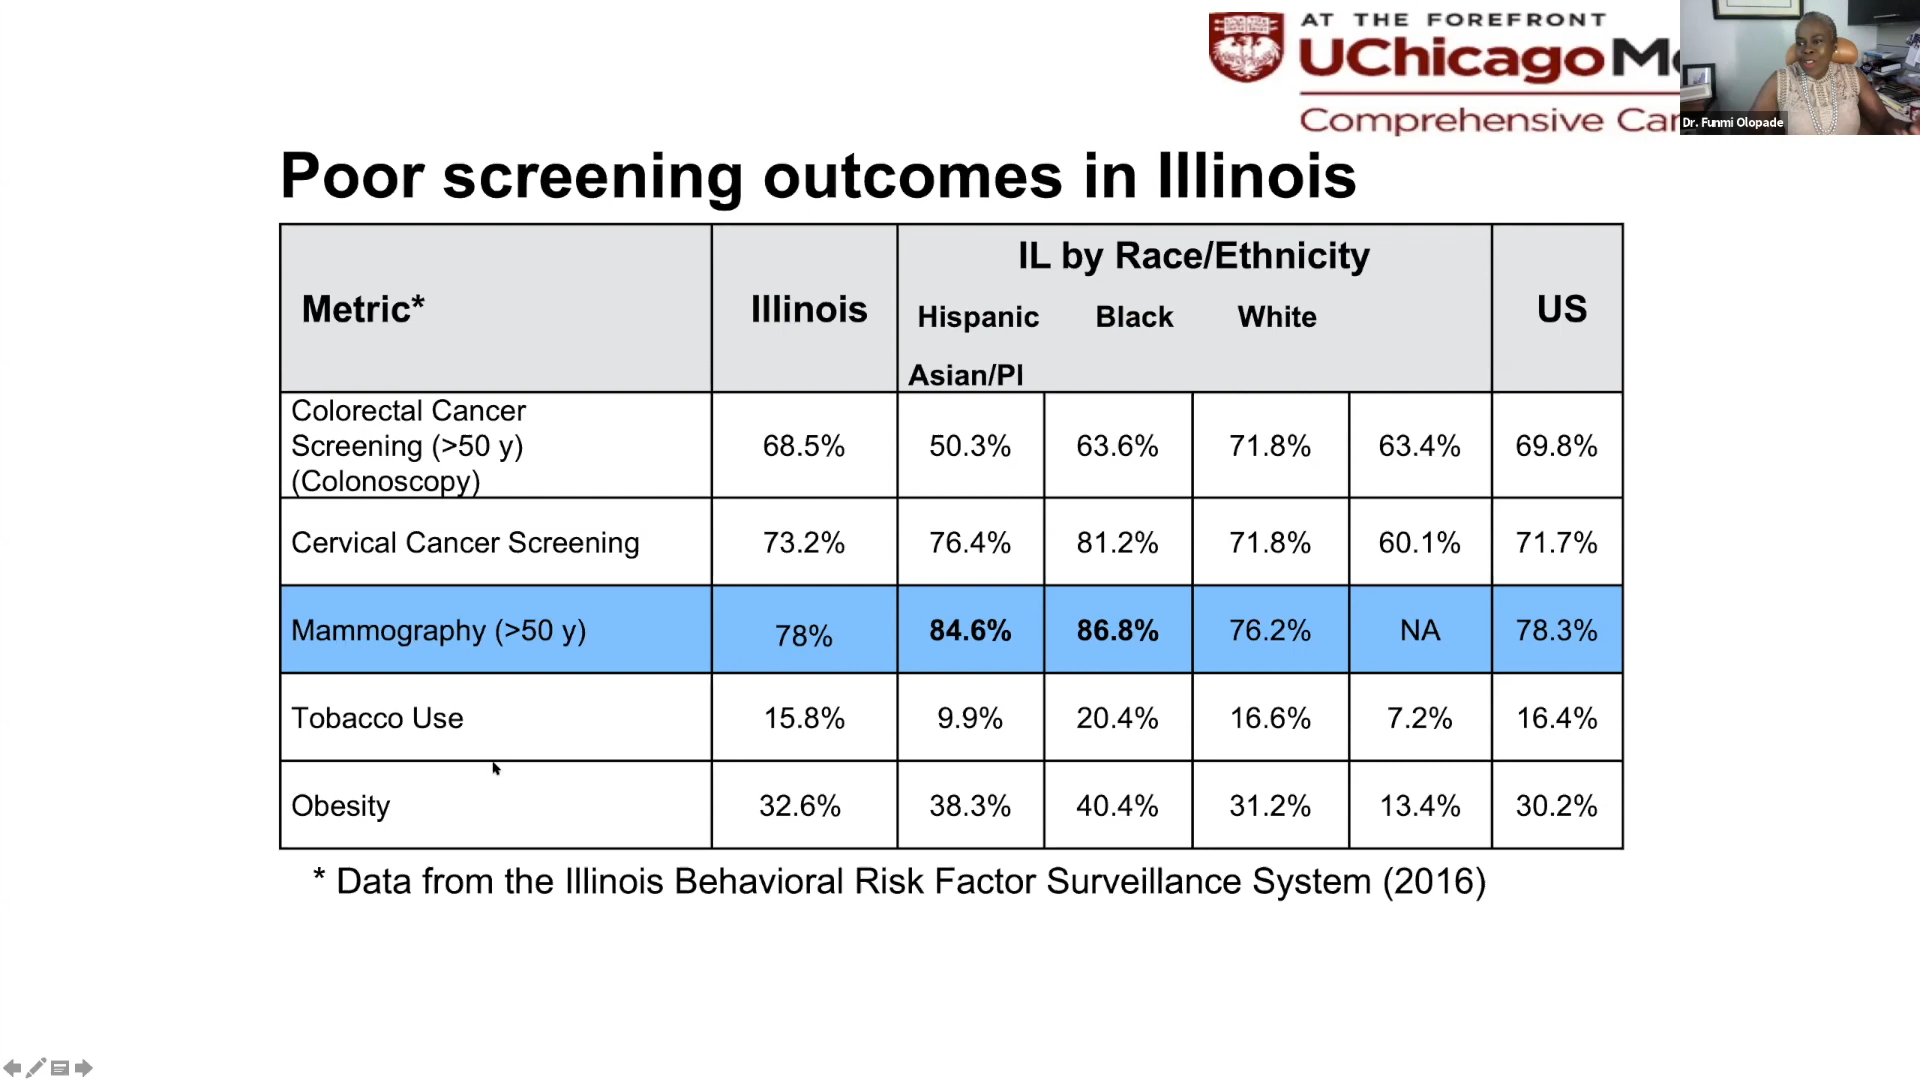 AT THE FOREFRONT
UChicago
Comprehensive
Dr. Funmi Olopade
Poor screening outcomes in Illinois
Metric* Illinois IL by Race/Ethnicity US
Hispanic Black White
Asian/PI
Colorectal Cancer
Screening (>50 y)
(Colonoscopy) 68.5% 50.3% 63.6% 71.8% 63.4% 69.8%
Cervical Cancer Screening 73.2% 76.4% 81.2% 71.8% 60.1% 71.7%
Mammography (>50 y) 78% 84.6% 86.8% 76.2% NA 78.3%
Tobacco Use 15.8% 9.9% 20.4% 16.6% 7.2% 16.4%
Obesity 32.6% 38.3% 40.4% 31.2% 13.4% 30.2%
* Data from the Illinois Behavioral Risk Factor Surveillance System (2016)